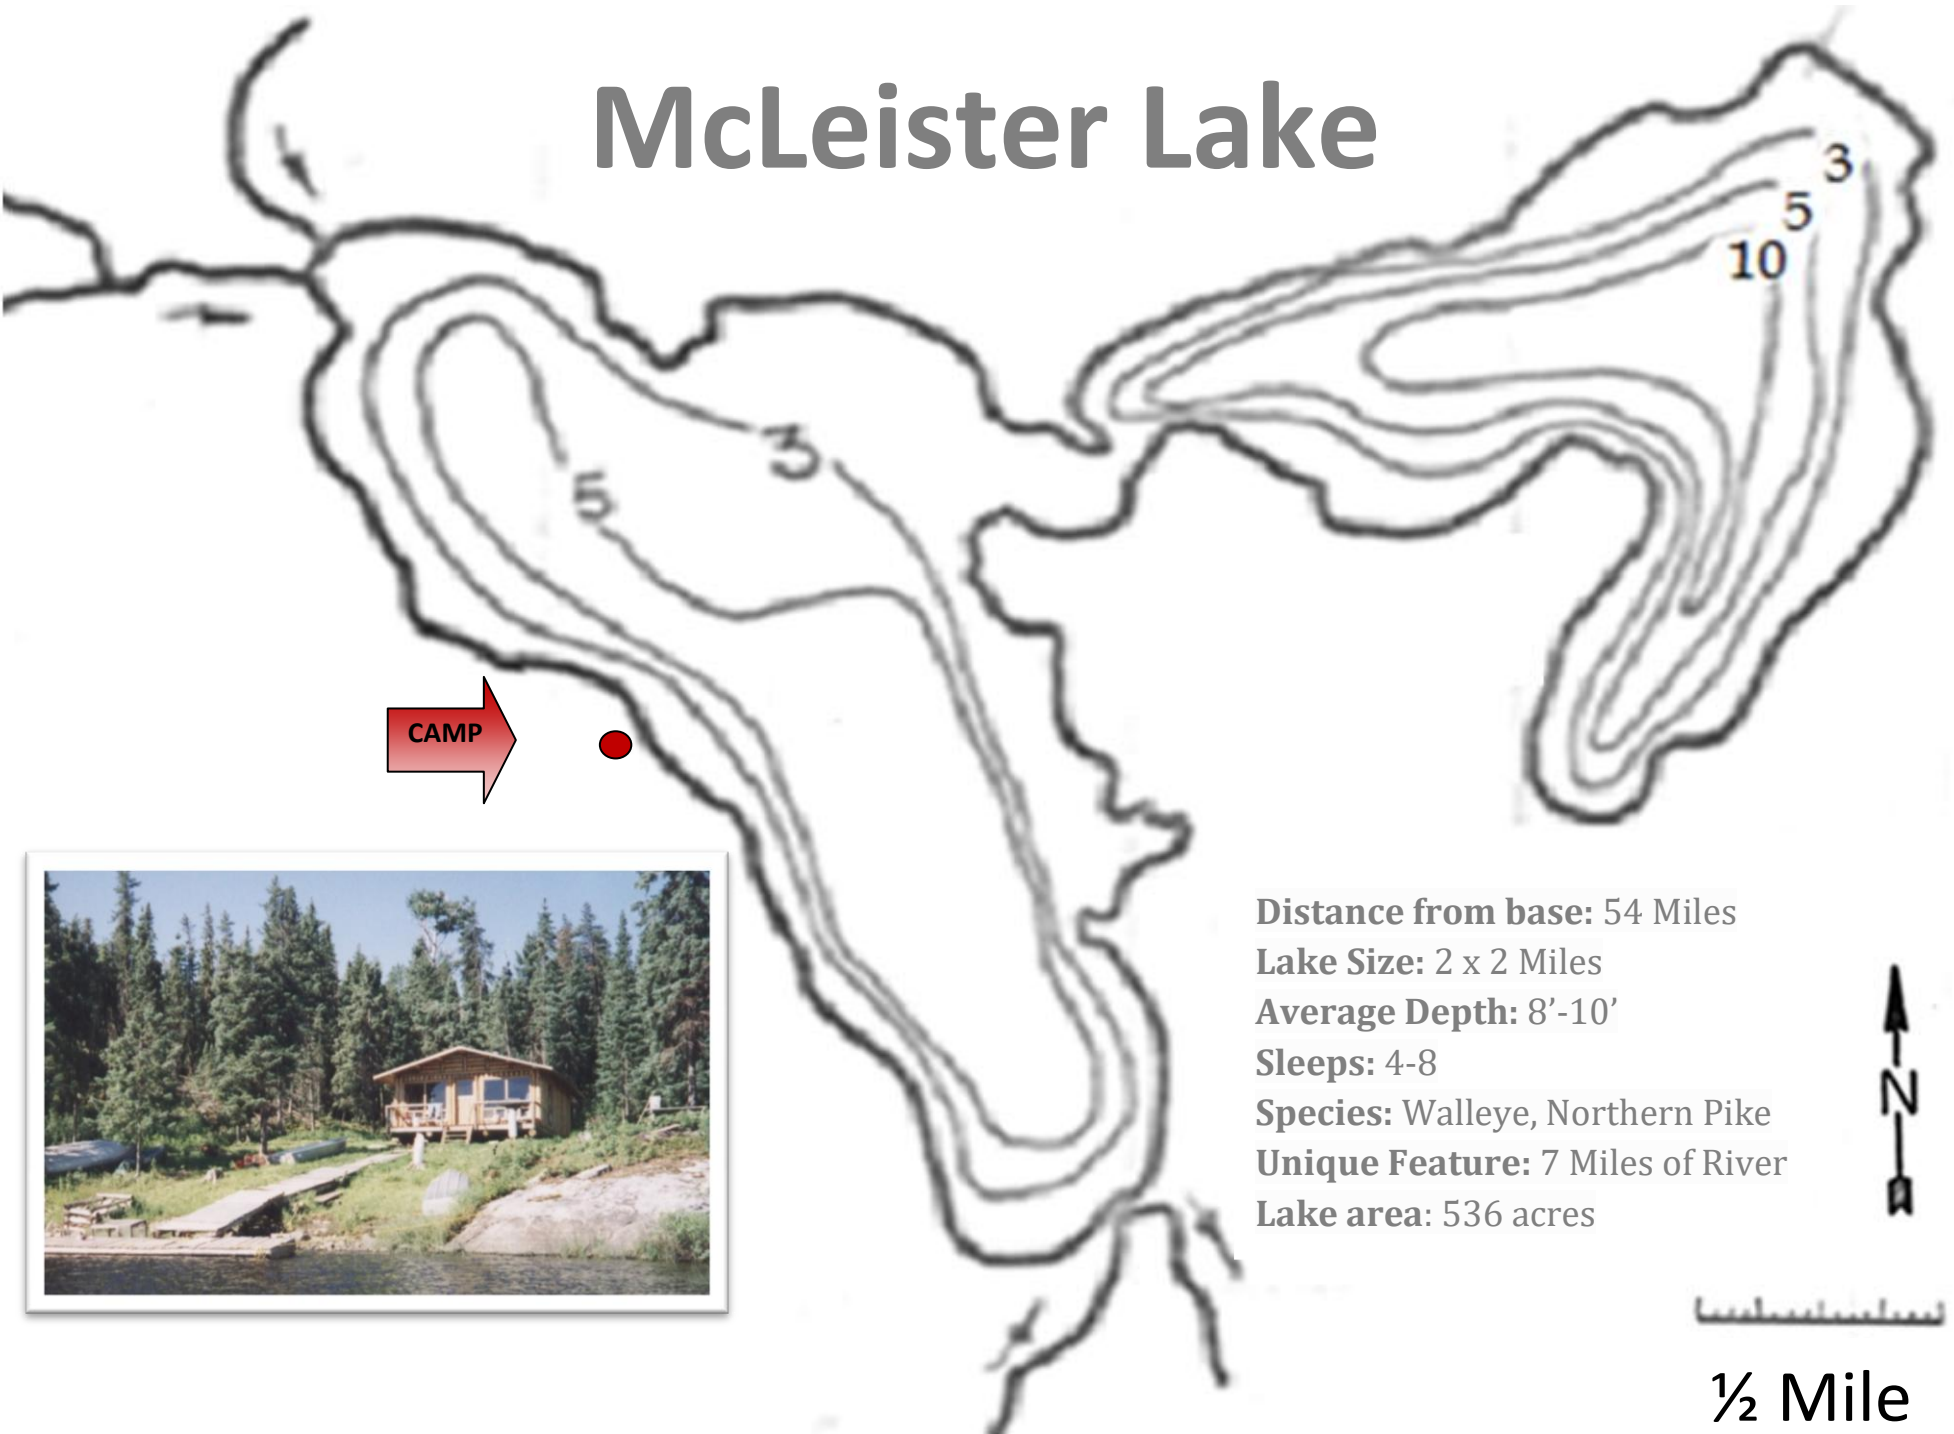 McLeister Lake
3
5
10
3
5
CAMP
Distance from base: 54 Miles
Lake Size: 2 x 2 Miles
Average Depth: 8’-10’
Sleeps: 4-8
Species: Walleye, Northern Pike
Unique Feature: 7 Miles of River
Lake area: 536 acres
N
½ Mile